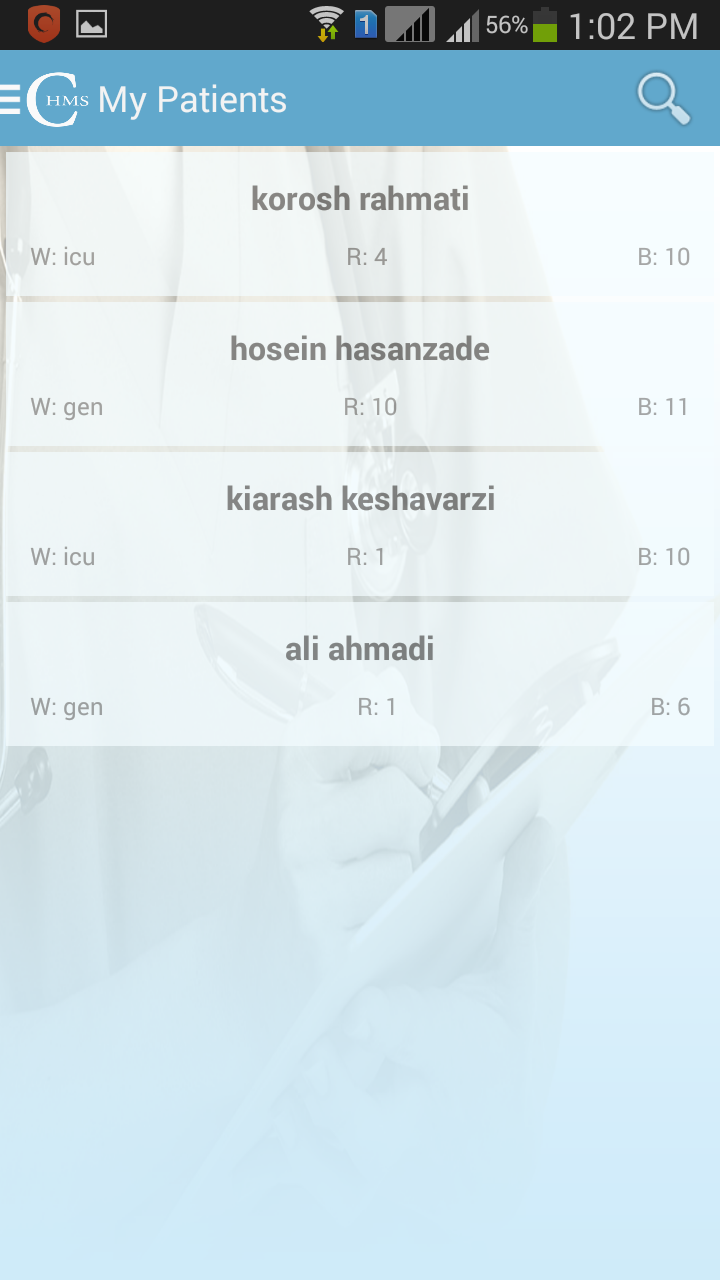 1 56% 1:02 PM
CHMS My Patients
korosh rahmati
W: icu R: 4 B: 10
hosein hasanzade
W: gen R: 10 B: 11
kiarash keshavarzi
W: icu R: 1 B: 10
ali ahmadi
W: gen R: 1 B: 6